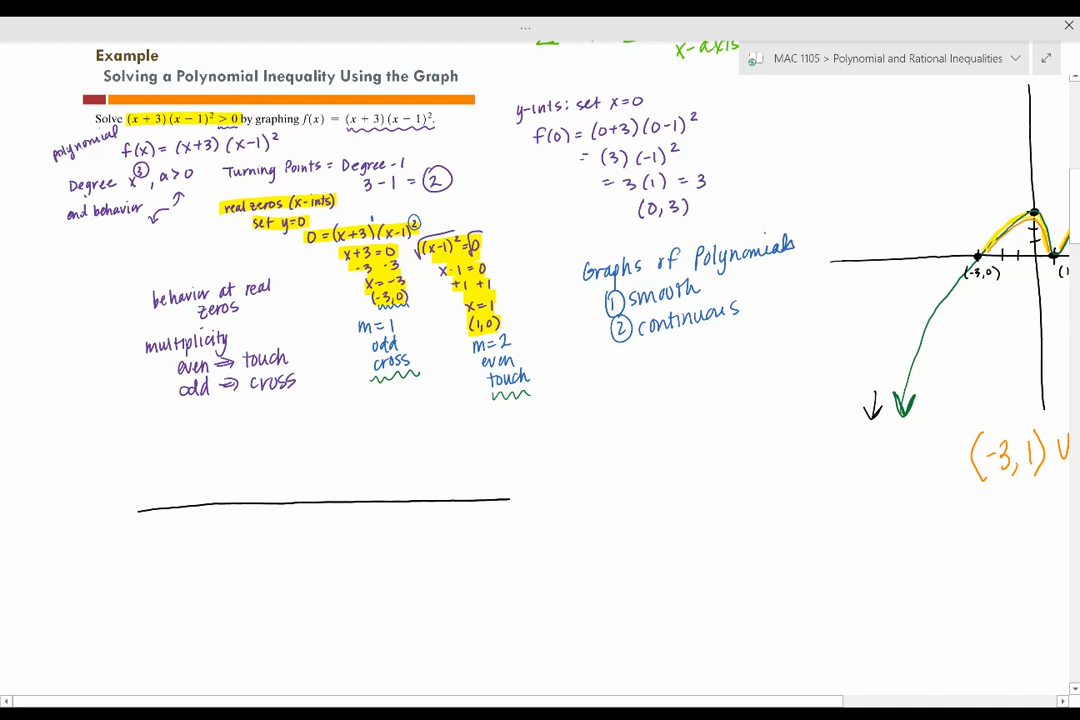 x-axis
MAC 1105 > Polynomial and Rational Inequalities
Example
Solving a Polynomial Inequality Using the Graph
Solve (x + 3)(x − 1)² > 0 by graphing f(x) = (x + 3)(x − 1)².
polynomial
f(x) = (x+3)(x-1)²
Degree x³, a>0
end behavior
Turning Points = Degree -1
3-1 = 2
real zeros (x-ints)
set y=0
0 = (x+3)¹(x-1)²
x+3=0
-3 -3
x=-3
(-3,0)
m=1
odd
cross
√(x-1)² = √0
x-1=0
+1 +1
x=1
(1,0)
m=2
even
touch
behavior at real
zeros
multiplicity
even ⇒ touch
odd ⇒ cross
y-ints: set x=0
f(0) = (0+3)(0-1)²
= (3)(-1)²
= 3(1) = 3
(0,3)
Graphs of Polynomials
① smooth
② continuous
(-3,0)
(1
(-3,1) U